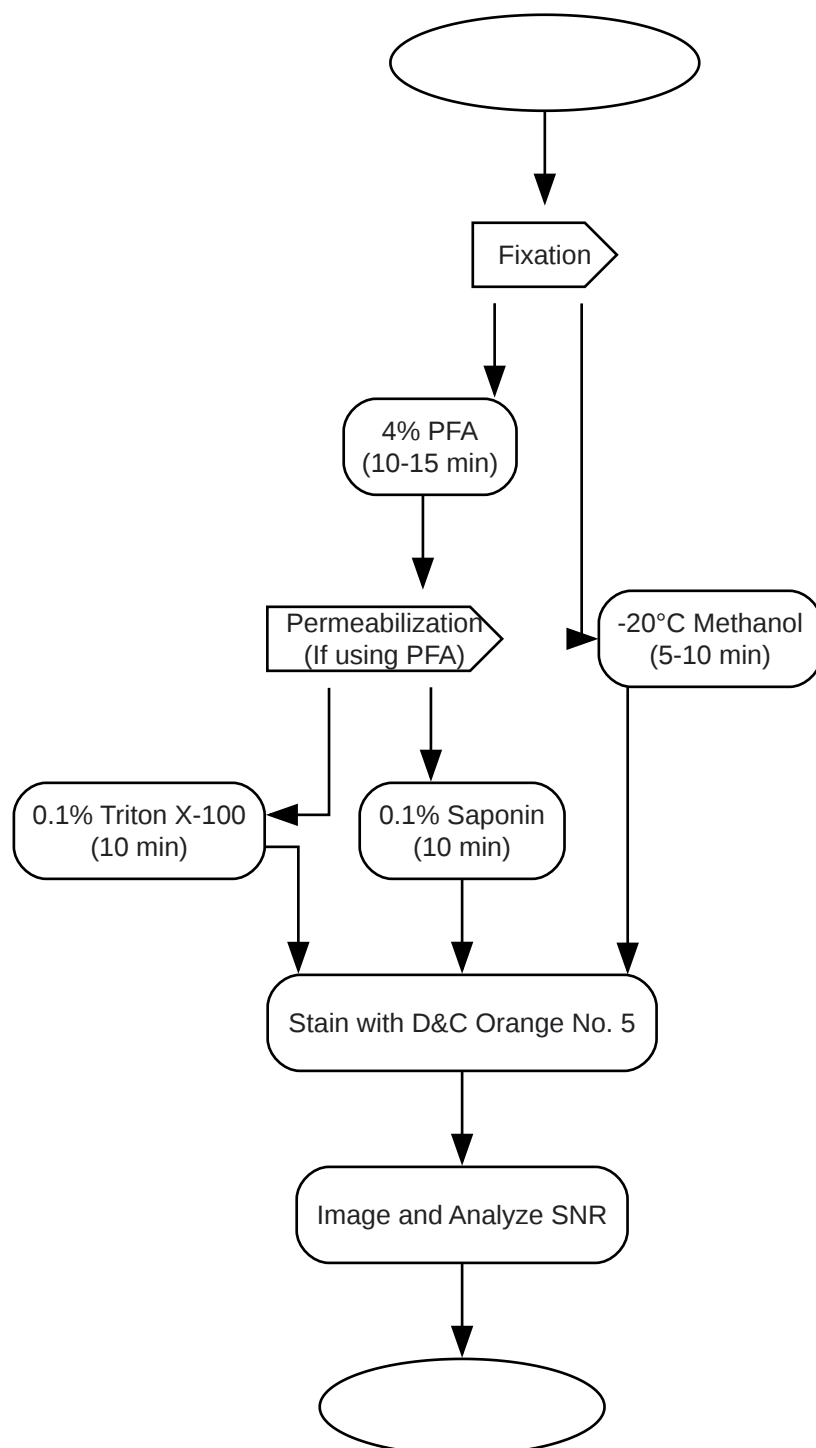 Fixation
4% PFA
(10-15 min)
Permeabilization
(If using PFA)
-20°C Methanol
(5-10 min)
0.1% Triton X-100
(10 min)
0.1% Saponin
(10 min)
Stain with D&C Orange No. 5
Image and Analyze SNR